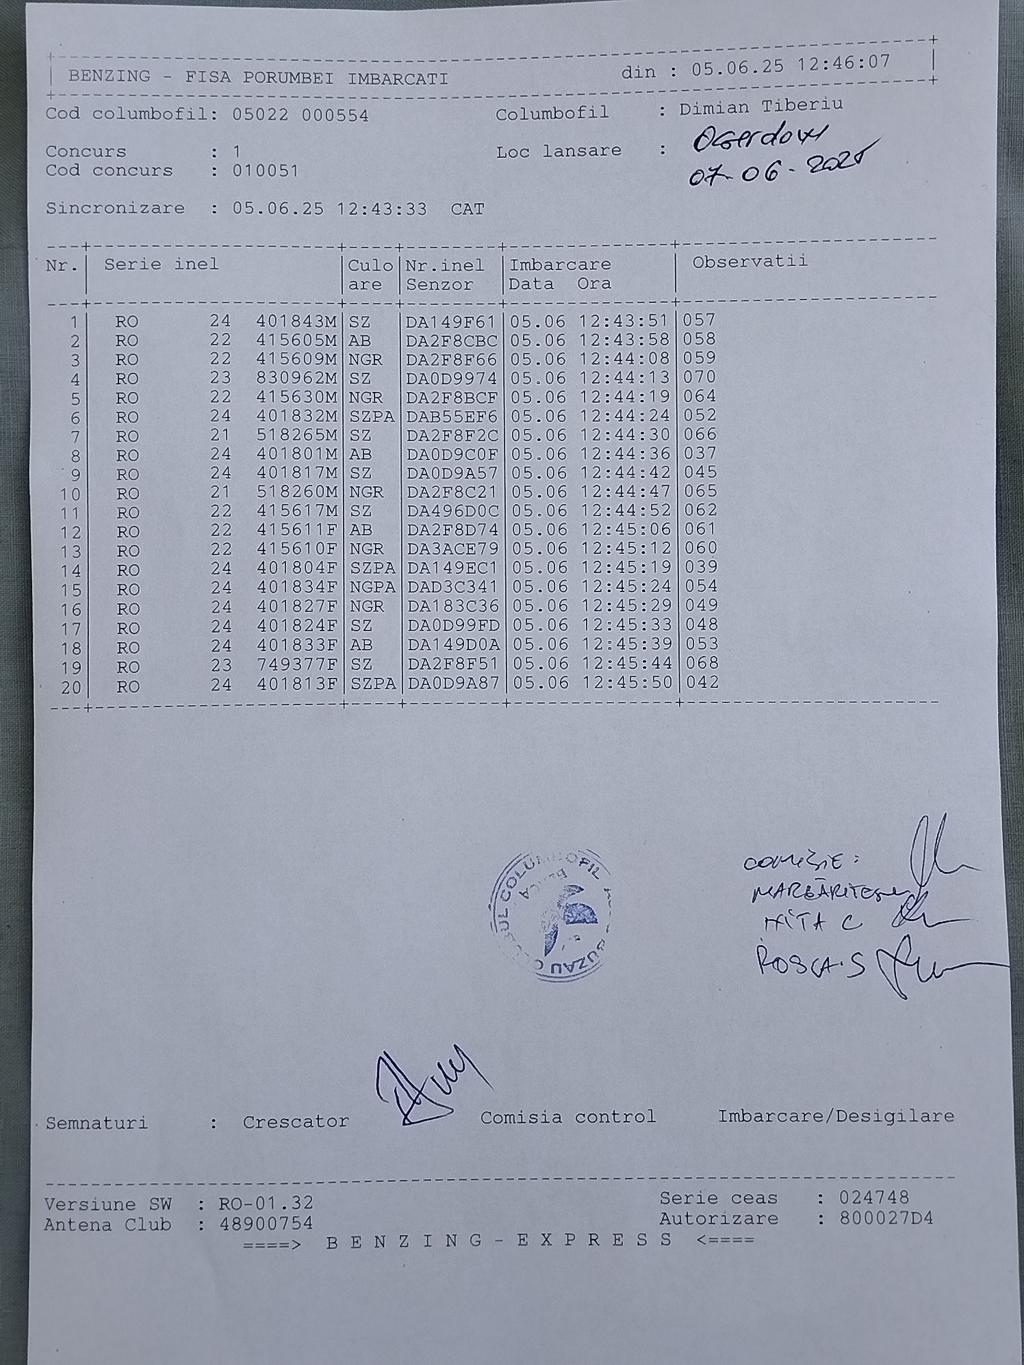 BENZING - FISA PORUMBEI IMBARCATI din : 05.06.25 12:46:07
Cod columbofil: 05022 000554 Columbofil : Dimian Tiberiu
Concurs : 1 Loc lansare :
Cod concurs : 010051 07-06-2025
Sincronizare : 05.06.25 12:43:33 CAT
Nr. Serie inel Culo Nr.inel Imbarcare Observatii
are Senzor Data Ora
1 RO 24 401843M SZ DA149F61 05.06 12:43:51 057
2 RO 22 415605M AB DA2F8CBC 05.06 12:43:58 058
3 RO 22 415609M NGR DA2F8F66 05.06 12:44:08 059
4 RO 23 830962M SZ DA0D9974 05.06 12:44:13 070
5 RO 22 415630M NGR DA2F8BCF 05.06 12:44:19 064
6 RO 24 401832M SZPA DAB55EF6 05.06 12:44:24 052
7 RO 21 518265M SZ DA2F8F2C 05.06 12:44:30 066
8 RO 24 401801M AB DA0D9C0F 05.06 12:44:36 037
9 RO 24 401817M SZ DA0D9A57 05.06 12:44:42 045
10 RO 21 518260M NGR DA2F8C21 05.06 12:44:47 065
11 RO 22 415617M SZ DA496D0C 05.06 12:44:52 062
12 RO 22 415611F AB DA2F8D74 05.06 12:45:06 061
13 RO 22 415610F NGR DA3ACE79 05.06 12:45:12 060
14 RO 24 401804F SZPA DA149EC1 05.06 12:45:19 039
15 RO 24 401834F NGPA DAD3C341 05.06 12:45:24 054
16 RO 24 401827F NGR DA183C36 05.06 12:45:29 049
17 RO 24 401824F SZ DA0D99FD 05.06 12:45:33 048
18 RO 24 401833F AB DA149D0A 05.06 12:45:39 053
19 RO 23 749377F SZ DA2F8F51 05.06 12:45:44 068
20 RO 24 401813F SZPA DA0D9A87 05.06 12:45:50 042
COMISIE:
NITA C
ROSCA S
BUZAU
Semnaturi : Crescator Comisia control Imbarcare/Desigilare
Versiune SW : RO-01.32 Serie ceas : 024748
Antena Club : 48900754 Autorizare : 800027D4
====> B E N Z I N G - E X P R E S S <====